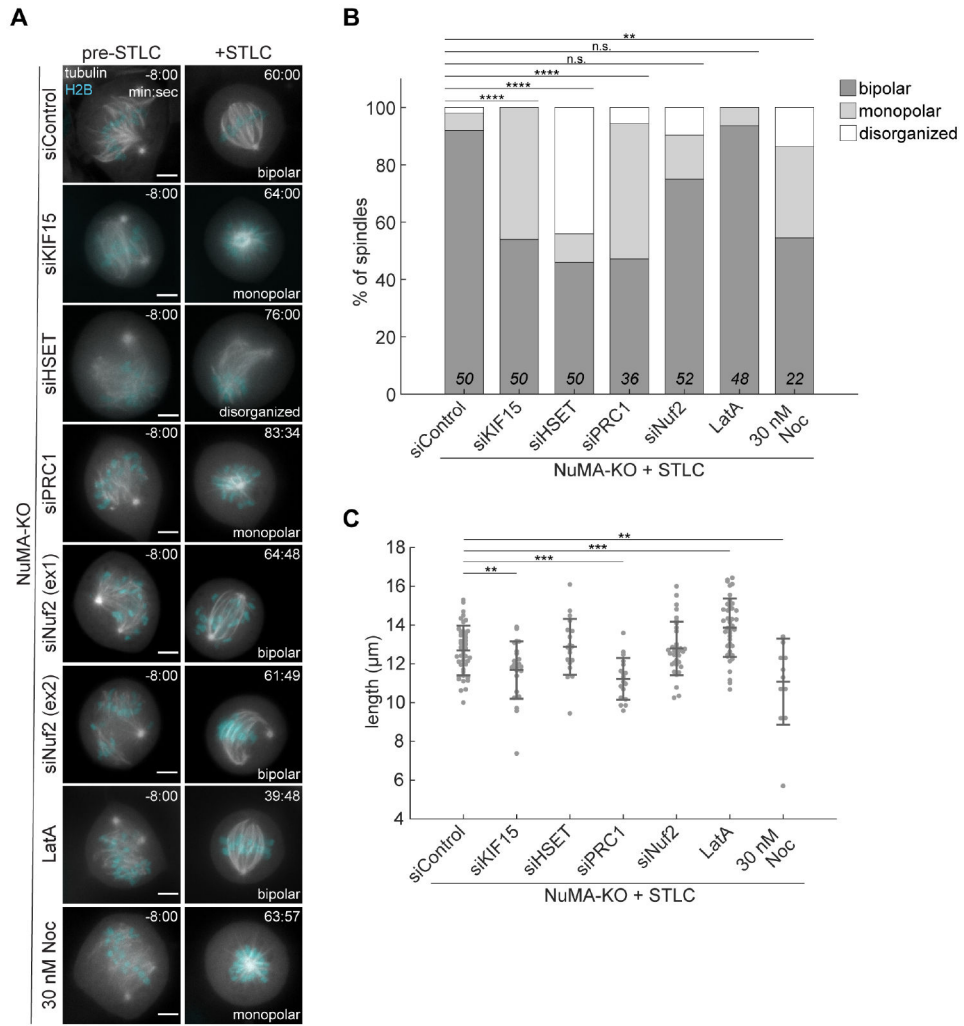 A
pre-STLC
+STLC
NuMA-KO
siControl
tubulin
H2B
-8:00
min:sec
60:00
bipolar
siKIF15
-8:00
64:00
monopolar
siHSET
-8:00
76:00
disorganized
siPRC1
-8:00
83:34
monopolar
siNuf2 (ex1)
-8:00
64:48
bipolar
siNuf2 (ex2)
-8:00
61:49
bipolar
LatA
-8:00
39:48
bipolar
30 nM Noc
-8:00
63:57
monopolar
B
**
n.s.
n.s.
****
****
****
bipolar
monopolar
disorganized
% of spindles
100
80
60
40
20
0
50 50 50 36 52 48 22
siControl
siKIF15
siHSET
siPRC1
siNuf2
LatA
30 nM
Noc
NuMA-KO + STLC
C
**
***
***
**
length (µm)
18
16
14
12
10
8
6
4
siControl
siKIF15
siHSET
siPRC1
siNuf2
LatA
30 nM
Noc
NuMA-KO + STLC